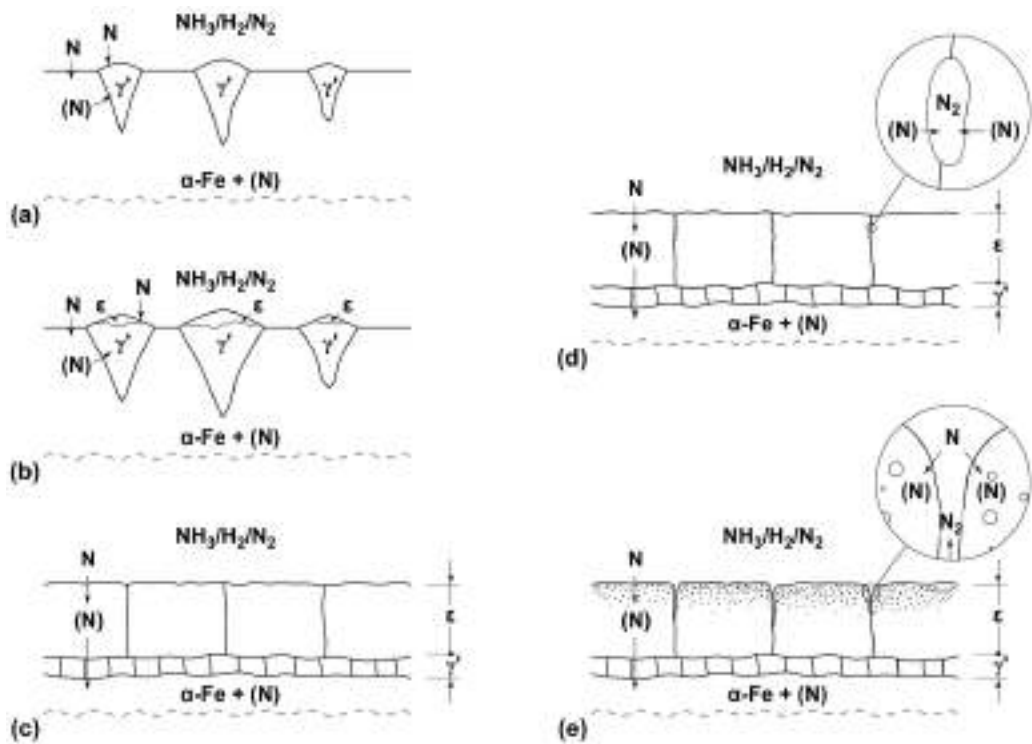 NH3/H2/N2
N
N
γ'
γ'
γ'
(N)
α-Fe + (N)
(a)
NH3/H2/N2
N
N
ε
ε
ε
γ'
γ'
γ'
(N)
α-Fe + (N)
(b)
NH3/H2/N2
N
(N)
ε
γ'
α-Fe + (N)
(c)
N2
(N)
(N)
NH3/H2/N2
N
(N)
ε
γ'
α-Fe + (N)
(d)
N
(N)
(N)
N2
NH3/H2/N2
N
(N)
ε
γ'
α-Fe + (N)
(e)